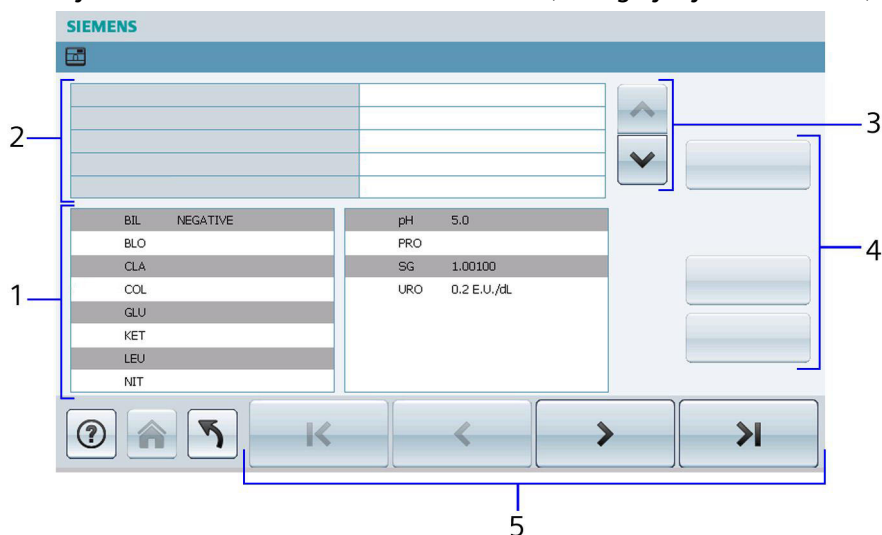 SIEMENS
2
3
BIL NEGATIVE pH 5.0
BLO PRO
CLA SG 1.00100
COL URO 0.2 E.U./dL
GLU
KET
LEU
NIT
1
4
?
5